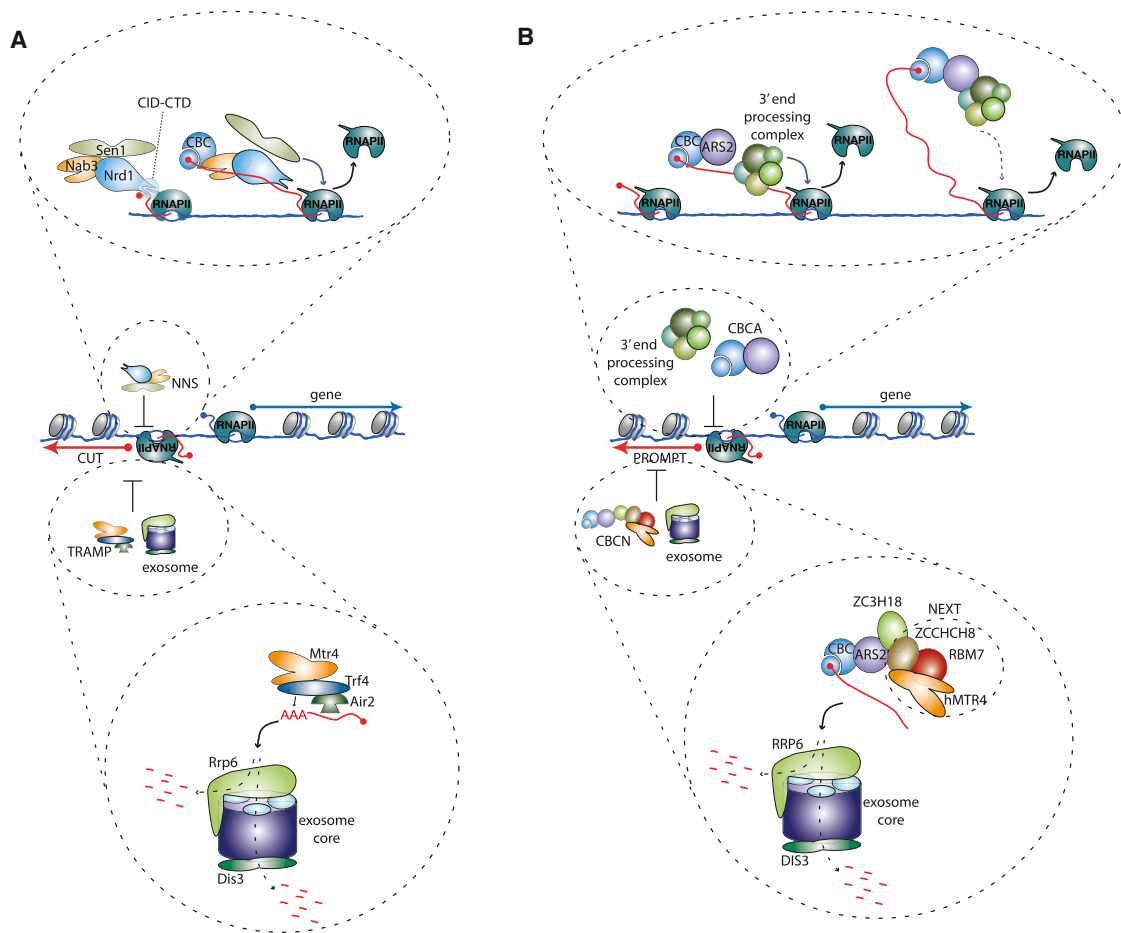 A
CID-CTD
Sen1
Nab3
Nrd1
CBC
RNAPII
RNAPII
RNAPII
NNS
gene
RNAPII
RNAPII
CUT
TRAMP
exosome
Mtr4
Trf4
Air2
AAA
Rrp6
exosome
core
Dis3
B
3' end
processing
complex
CBC
ARS2
RNAPII
RNAPII
RNAPII
RNAPII
RNAPII
3' end
processing
complex
CBCA
gene
RNAPII
RNAPII
PROMPT
CBCN
exosome
ZC3H18
NEXT
ZCCHCH8
CBC
ARS2
RBM7
hMTR4
RRP6
exosome
core
DIS3